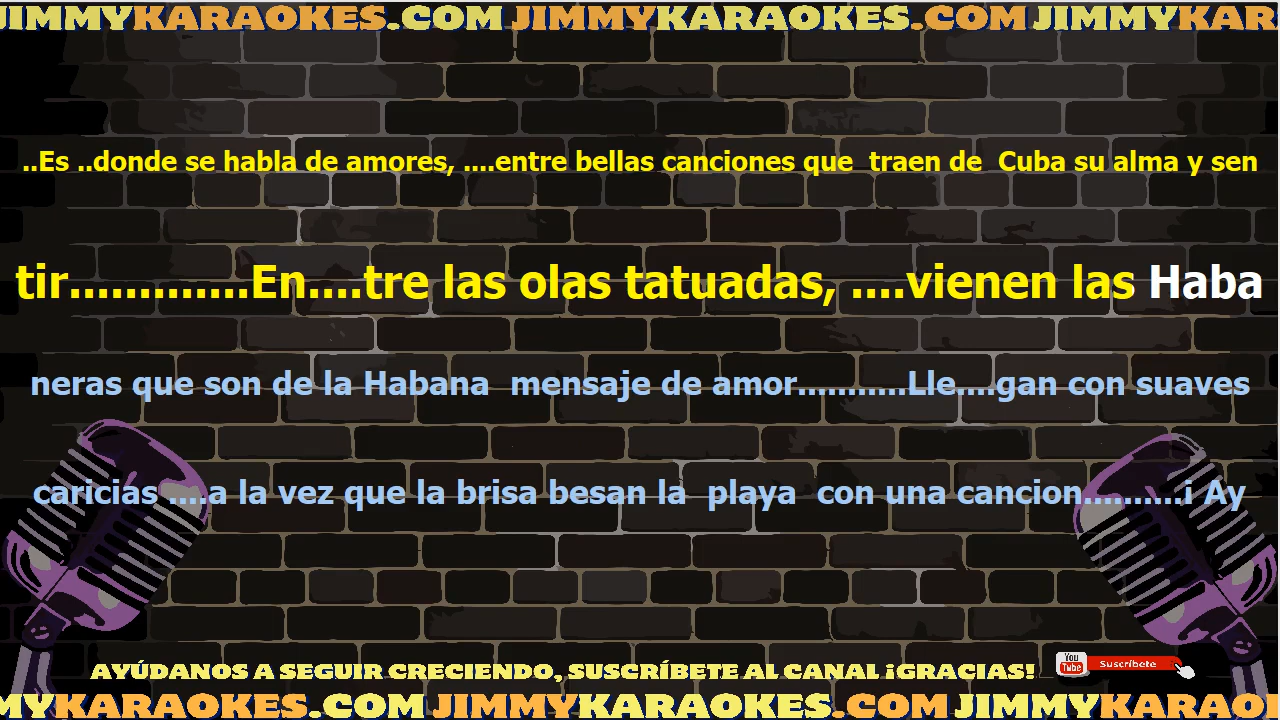 JIMMYKARAOKES.COM JIMMYKARAOKES.COM JIMMYKAR
..Es ..donde se habla de amores, ....entre bellas canciones que traen de Cuba su alma y sen
tir.............En....tre las olas tatuadas, ....vienen las Haba
neras que son de la Habana mensaje de amor...........Lle....gan con suaves
caricias ....a la vez que la brisa besan la playa con una cancion..........¡ Ay
AYÚDANOS A SEGUIR CRECIENDO, SUSCRÍBETE AL CANAL ¡GRACIAS!
You Tube Suscríbete
MYKARAOKES.COM JIMMYKARAOKES.COM JIMMYKARAO